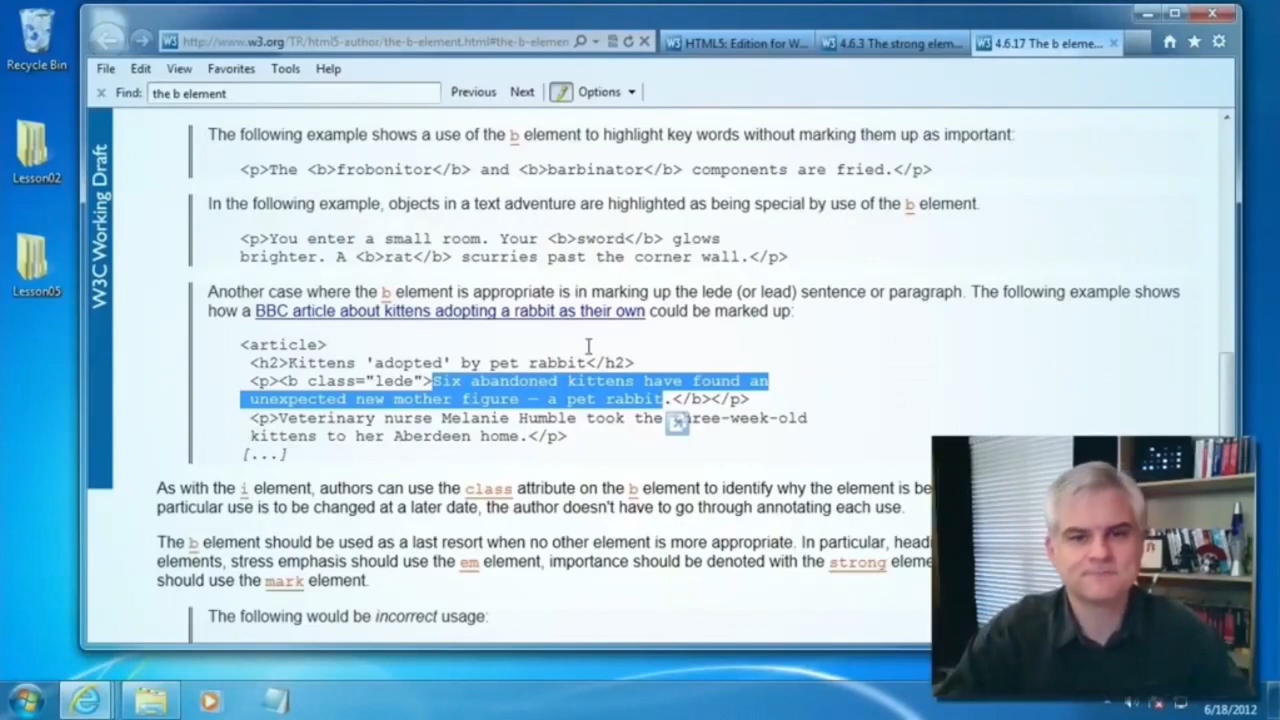 Recycle Bin
Lesson02
Lesson05
http://www.w3.org/TR/html5-author/the-b-element.html#the-b-elemen
HTML5: Edition for W...
4.6.3 The strong elem...
4.6.17 The b eleme...
File Edit View Favorites Tools Help
Find: the b element Previous Next Options
W3C Working Draft
The following example shows a use of the b element to highlight key words without marking them up as important:
<p>The <b>frobonitor</b> and <b>barbinator</b> components are fried.</p>
In the following example, objects in a text adventure are highlighted as being special by use of the b element.
<p>You enter a small room. Your <b>sword</b> glows
brighter. A <b>rat</b> scurries past the corner wall.</p>
Another case where the b element is appropriate is in marking up the lede (or lead) sentence or paragraph. The following example shows
how a BBC article about kittens adopting a rabbit as their own could be marked up:
<article>
<h2>Kittens 'adopted' by pet rabbit</h2>
<p><b class="lede">Six abandoned kittens have found an
unexpected new mother figure — a pet rabbit.</b></p>
<p>Veterinary nurse Melanie Humble took the three-week-old
kittens to her Aberdeen home.</p>
[...]
As with the i element, authors can use the class attribute on the b element to identify why the element is be
particular use is to be changed at a later date, the author doesn't have to go through annotating each use.
The b element should be used as a last resort when no other element is more appropriate. In particular, headi
elements, stress emphasis should use the em element, importance should be denoted with the strong eleme
should use the mark element.
The following would be incorrect usage:
6/18/2012